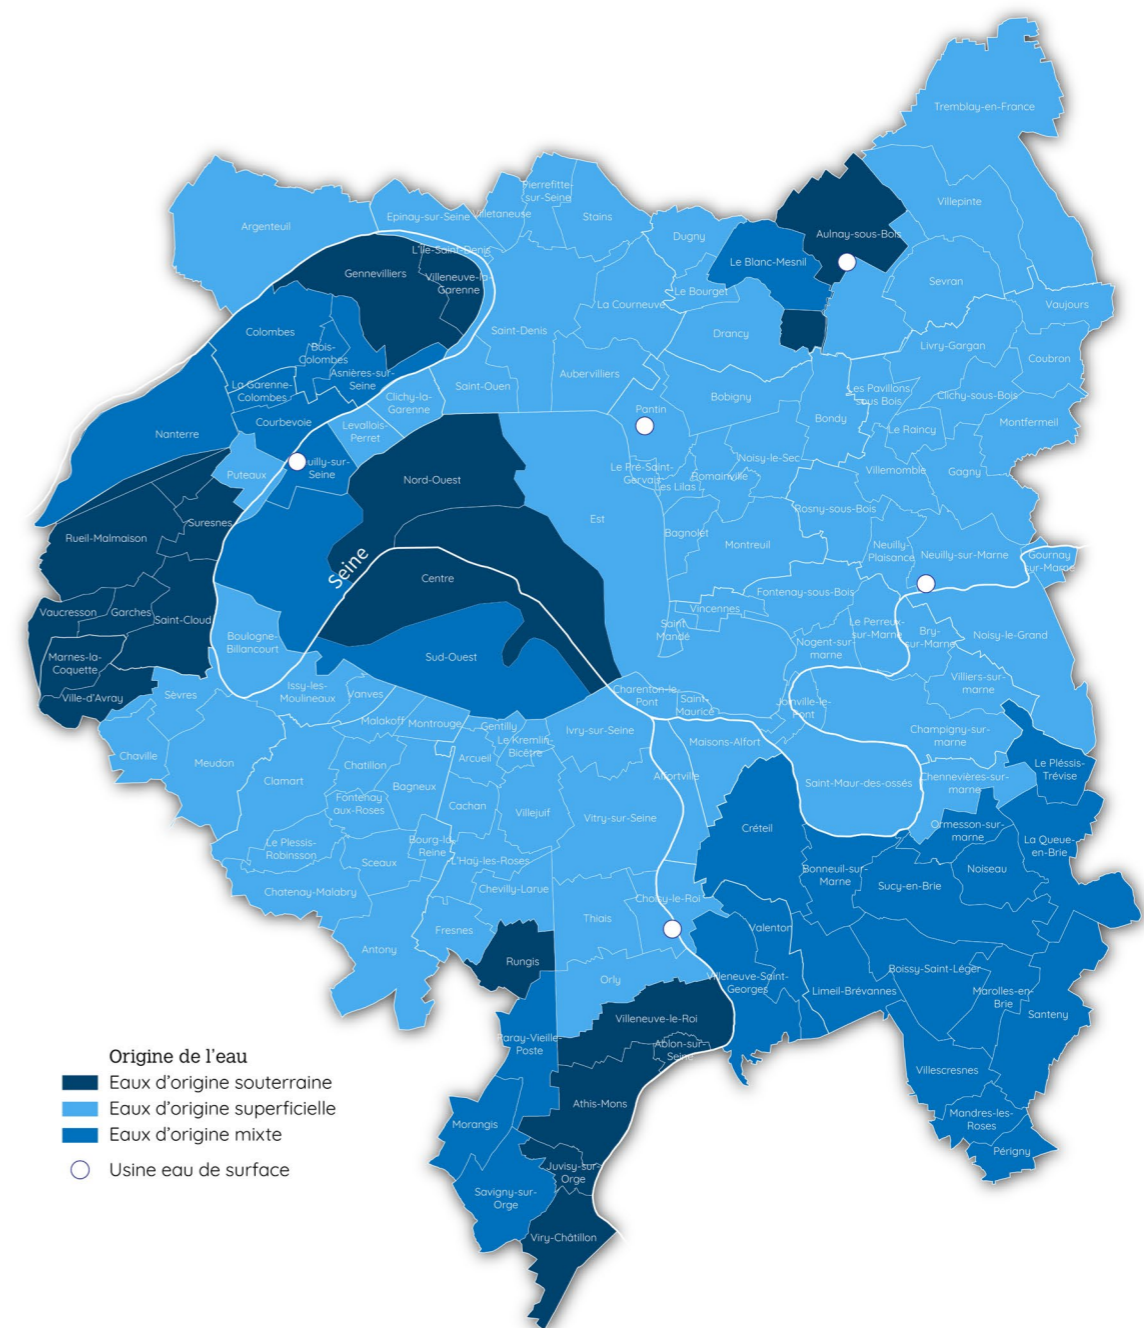 Tremblay-en-France
Villepinte
Aulnay-sous-Bois
Pierrefitte-
sur-Seine
Villetaneuse
Stains
Epinay-sur-Seine
Argenteuil
Dugny
Le Blanc-Mesnil
L'Ile-Saint-Denis
Gennevilliers
Villeneuve-la-
Garenne
Le Bourget
Sevran
Vaujours
La Courneuve
Saint-Denis
Drancy
Livry-Gargan
Coubron
Colombes
Bois-
Colombes
Asnières-sur-
Seine
La Garenne-
Colombes
Aubervilliers
Saint-Ouen
Clichy-la-
Garenne
Bobigny
Les Pavillons
sous Bois
Clichy-sous-Bois
Pantin
Bondy
Le Raincy
Montfermeil
Courbevoie
Levallois-
Perret
Nanterre
Puteaux
uilly-sur-
Seine
Nord-Ouest
Le Pré-Saint-
Gervais
Les Lilas
Romainville
Noisy-le-Sec
Villemomble
Gagny
Suresnes
Rueil-Malmaison
Est
Rosny-sous-Bois
Bagnolet
Montreuil
Neuilly-
Plaisance
Neuilly-sur-Marne
Gournay
sur-Marne
Seine
Centre
Fontenay-sous-Bois
Vaucresson
Garches
Saint-Cloud
Vincennes
Saint
Mandé
Le Perreux-
sur-Marne
Nogent-sur-
marne
Bry-
sur-Marne
Noisy-le-Grand
Boulogne-
Billancourt
Marnes-la-
Coquette
Ville-d'Avray
Sud-Ouest
Villiers-sur-
marne
Sèvres
Issy-les-
Moulineaux
Vanves
Charenton-le-
Pont
Saint-
Maurice
Joinville-le-
Pont
Malakoff
Montrouge
Gentilly
Le Kremlin-
Bicêtre
Ivry-sur-Seine
Maisons-Alfort
Champigny-sur-
marne
Chaville
Meudon
Clamart
Chatillon
Arcueil
Alfortville
Saint-Maur-des-ossés
Chennevières-sur-
marne
Le Pléssis-
Trévise
Bagneux
Fontenay
aux-Roses
Cachan
Villejuif
Vitry-sur-Seine
Créteil
Ormesson-sur-
marne
La Queue-
en-Brie
Le Plessis-
Robinsson
Sceaux
Bourg-la-
Reine
L'Haÿ-les-Roses
Bonneuil-sur-
Marne
Sucy-en-Brie
Noiseau
Chatenay-Malabry
Chevilly-Larue
Choisy-le-Roi
Thiais
Valenton
Fresnes
Antony
Rungis
Orly
Villeneuve-Saint-
Georges
Limeil-Brévannes
Boissy-Saint-Léger
Marolles-en-
Brie
Santeny
Villeneuve-le-Roi
Paray-Vieille-
Poste
Ablon-sur-
Seine
Villescresnes
Athis-Mons
Mandres-les-
Roses
Morangis
Périgny
Juvisy-sur-
Orge
Savigny-sur-
Orge
Viry-Châtillon
Origine de l'eau
Eaux d'origine souterraine
Eaux d'origine superficielle
Eaux d'origine mixte
Usine eau de surface